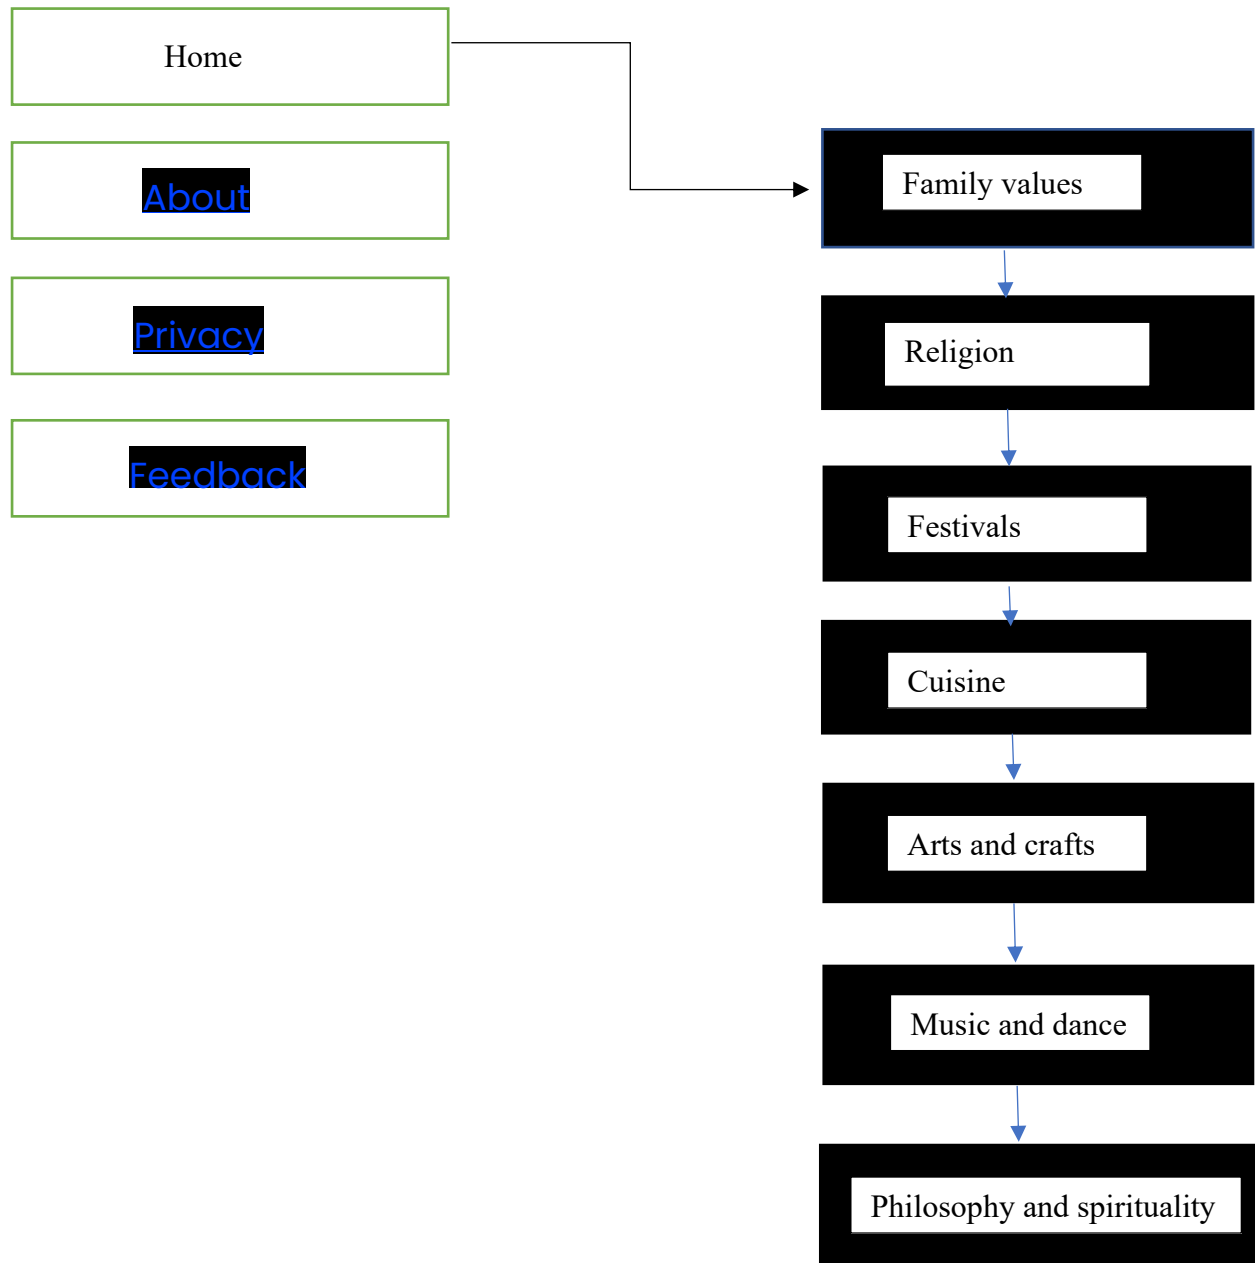 Home
About
Privacy
Feedback
Family values
Religion
Festivals
Cuisine
Arts and crafts
Music and dance
Philosophy and spirituality